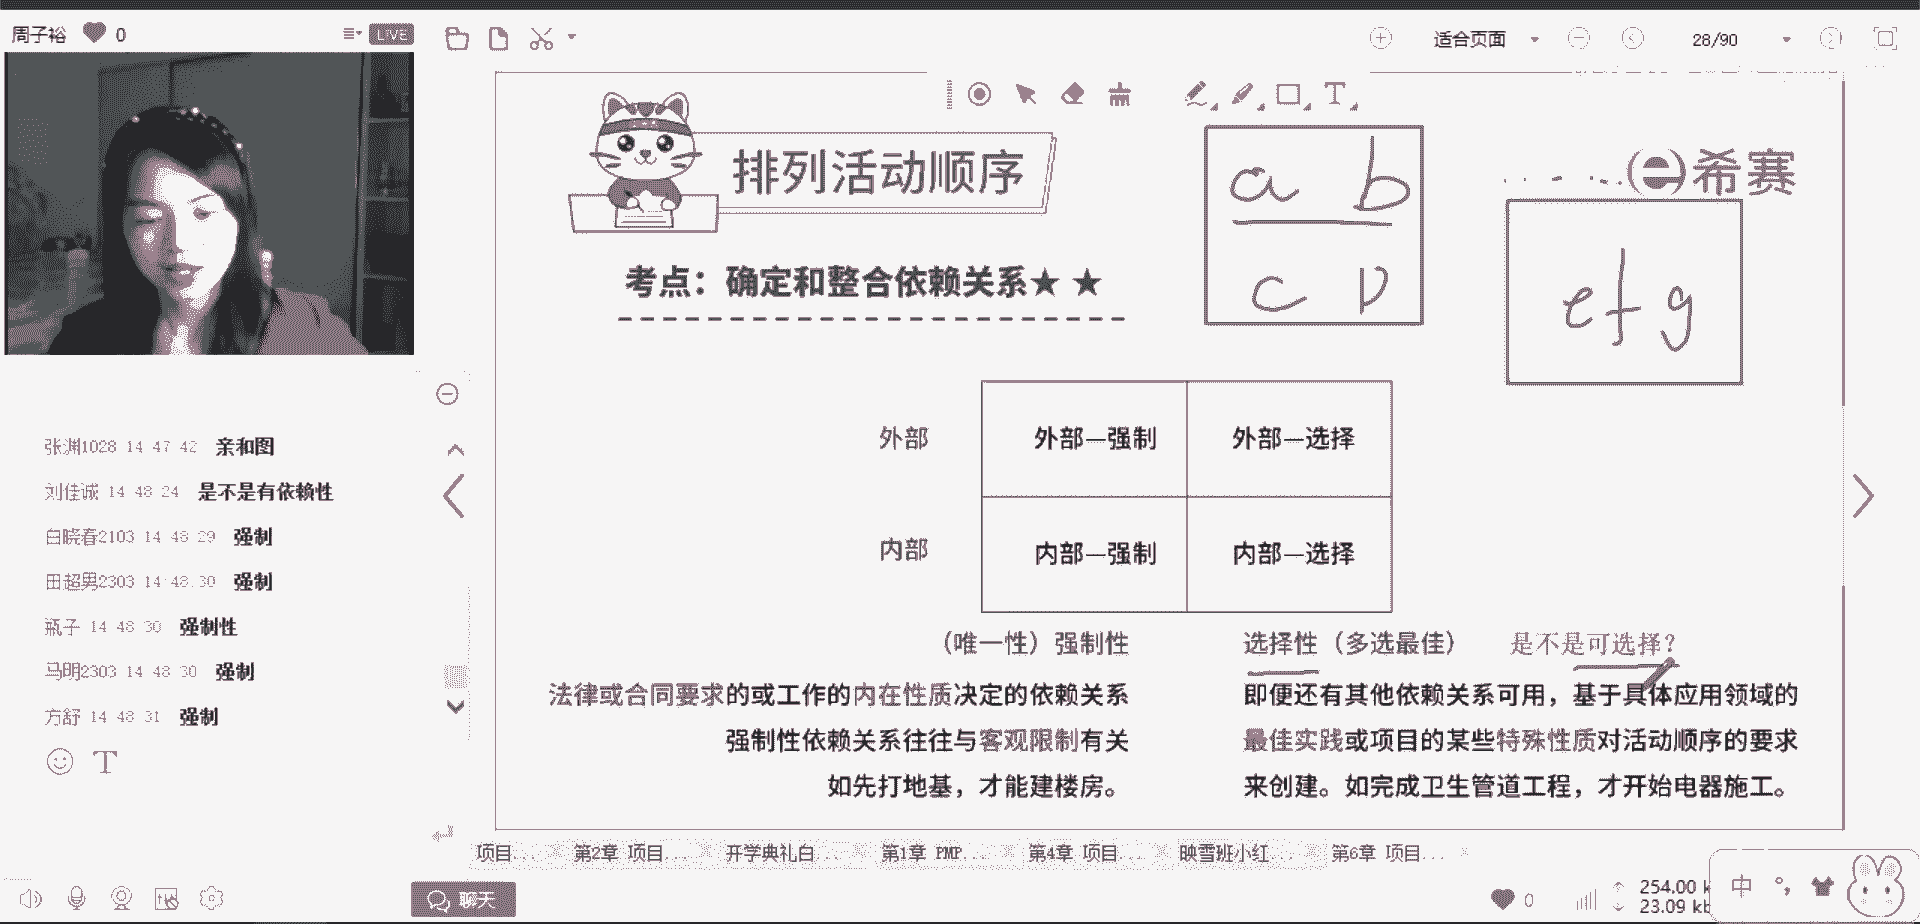 周子裕 0
LIVE
适合页面
28/90
排列活动顺序
a b
c D
希赛
e f g
考点：确定和整合依赖关系★ ★
外部
外部—强制
外部—选择
内部
内部—强制
内部—选择
（唯一性）强制性
选择性（多选最佳）
是不是可选择？
法律或合同要求的或工作的内在性质决定的依赖关系
强制性依赖关系往往与客观限制有关
如先打地基，才能建楼房。
即便还有其他依赖关系可用，基于具体应用领域的
最佳实践或项目的某些特殊性质对活动顺序的要求
来创建。如完成卫生管道工程，才开始电器施工。
张渊1028 14 47 42 亲和图
刘佳诚 14 48 24 是不是有依赖性
白晓春2103 14 48 29 强制
田超男2303 14 48 30 强制
瓶子 14 48 30 强制性
马明2303 14 48 30 强制
方舒 14 48 31 强制
项目... 第2章 项目... 开学典礼白... 第1章 PMP... 第4章 项目... 映雪班小红... 第6章 项目...
聊天
0
254.00 k
23.09 kb
中